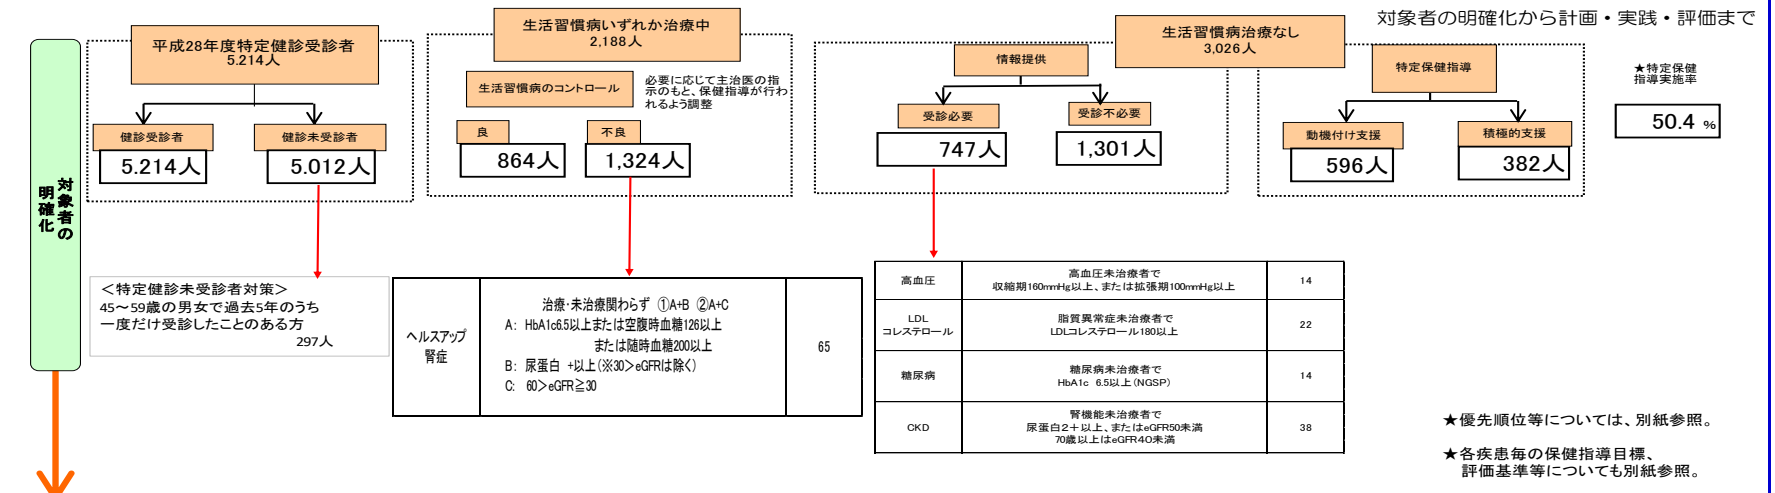 対象者の明確化から計画・実践・評価まで
対象者の
明確化
平成28年度特定健診受診者
5.214人
健診受診者
5.214人
健診未受診者
5.012人
生活習慣病いずれか治療中
2,188人
生活習慣病のコントロール
必要に応じて主治医の指
示のもと、保健指導が行わ
れるよう調整
良
864人
不良
1,324人
生活習慣病治療なし
3,026人
情報提供
受診必要
747人
受診不必要
1,301人
特定保健指導
動機付け支援
596人
積極的支援
382人
★特定保健
指導実施率
50.4 %
＜特定健診未受診者対策＞
45～59歳の男女で過去5年のうち
一度だけ受診したことのある方
297人
ヘルスアップ
腎症
治療・未治療関わらず ①A+B ②A+C
A: HbA1c6.5以上または空腹時血糖126以上
または随時血糖200以上
B: 尿蛋白 +以上(※30＞eGFRは除く)
C: 60＞eGFR≧30
65
高血圧
高血圧未治療者で
収縮期160mmHg以上、または拡張期100mmHg以上
14
LDL
コレステロール
脂質異常症未治療者で
LDLコレステロール180以上
22
糖尿病
糖尿病未治療者で
HbA1c 6.5以上(NGSP)
14
CKD
腎機能未治療者で
尿蛋白2＋以上、またはeGFR50未満
70歳以上はeGFR40未満
38
★優先順位等については、別紙参照。
★各疾患毎の保健指導目標、
評価基準等についても別紙参照。